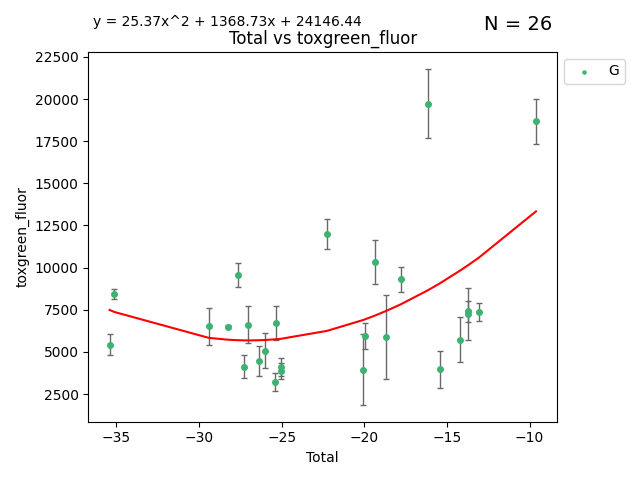 y = 25.37x^2 + 1368.73x + 24146.44
N = 26
Total vs toxgreen_fluor
G
22500
20000
17500
15000
12500
10000
7500
5000
2500
toxgreen_fluor
−35
−30
−25
−20
−15
−10
Total